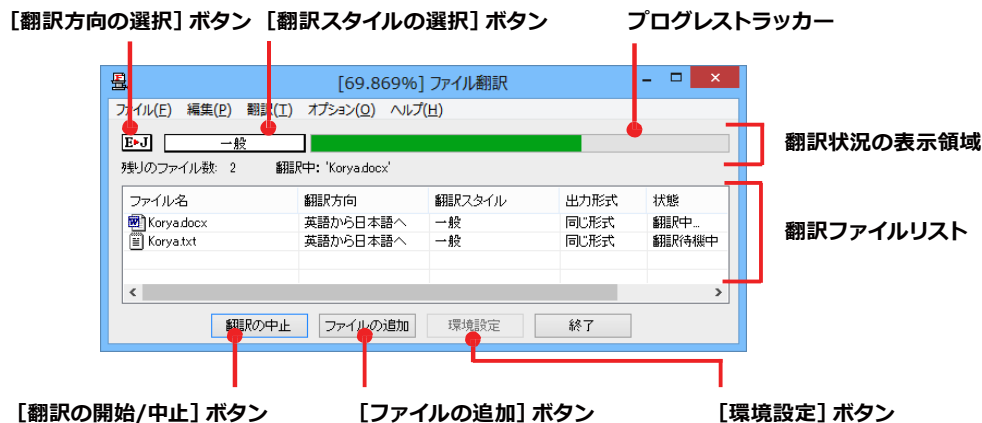 ［翻訳方向の選択］ボタン ［翻訳スタイルの選択］ボタン プログレストラッカー
[69.869%] ファイル翻訳
ファイル(F) 編集(P) 翻訳(T) オプション(O) ヘルプ(H)
E▸J 一般
翻訳状況の表示領域
残りのファイル数: 2 翻訳中: 'Korya.docx'
ファイル名 翻訳方向 翻訳スタイル 出力形式 状態
Korya.docx 英語から日本語へ 一般 同じ形式 翻訳中...
Korya.txt 英語から日本語へ 一般 同じ形式 翻訳待機中
翻訳ファイルリスト
翻訳の中止 ファイルの追加 環境設定 終了
［翻訳の開始/中止］ボタン ［ファイルの追加］ボタン ［環境設定］ボタン